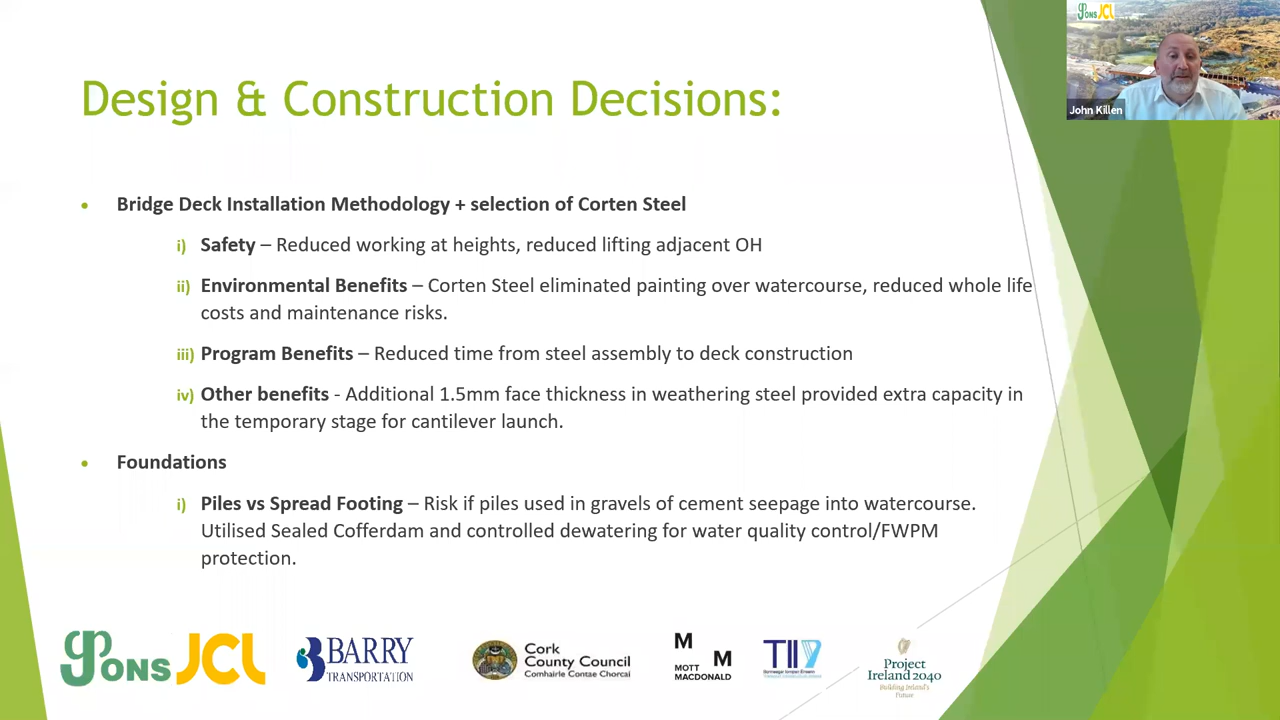 Pons JCL
John Killen
Design & Construction Decisions:
• Bridge Deck Installation Methodology + selection of Corten Steel
i) Safety – Reduced working at heights, reduced lifting adjacent OH
ii) Environmental Benefits – Corten Steel eliminated painting over watercourse, reduced whole life
costs and maintenance risks.
iii) Program Benefits – Reduced time from steel assembly to deck construction
iv) Other benefits - Additional 1.5mm face thickness in weathering steel provided extra capacity in
the temporary stage for cantilever launch.
• Foundations
i) Piles vs Spread Footing – Risk if piles used in gravels of cement seepage into watercourse.
Utilised Sealed Cofferdam and controlled dewatering for water quality control/FWPM
protection.
Pons JCL
BARRY
TRANSPORTATION
Cork
County Council
Comhairle Contae Chorcaí
M
M
MOTT
MACDONALD
TII
Project
Ireland 2040
Building Ireland's
Future